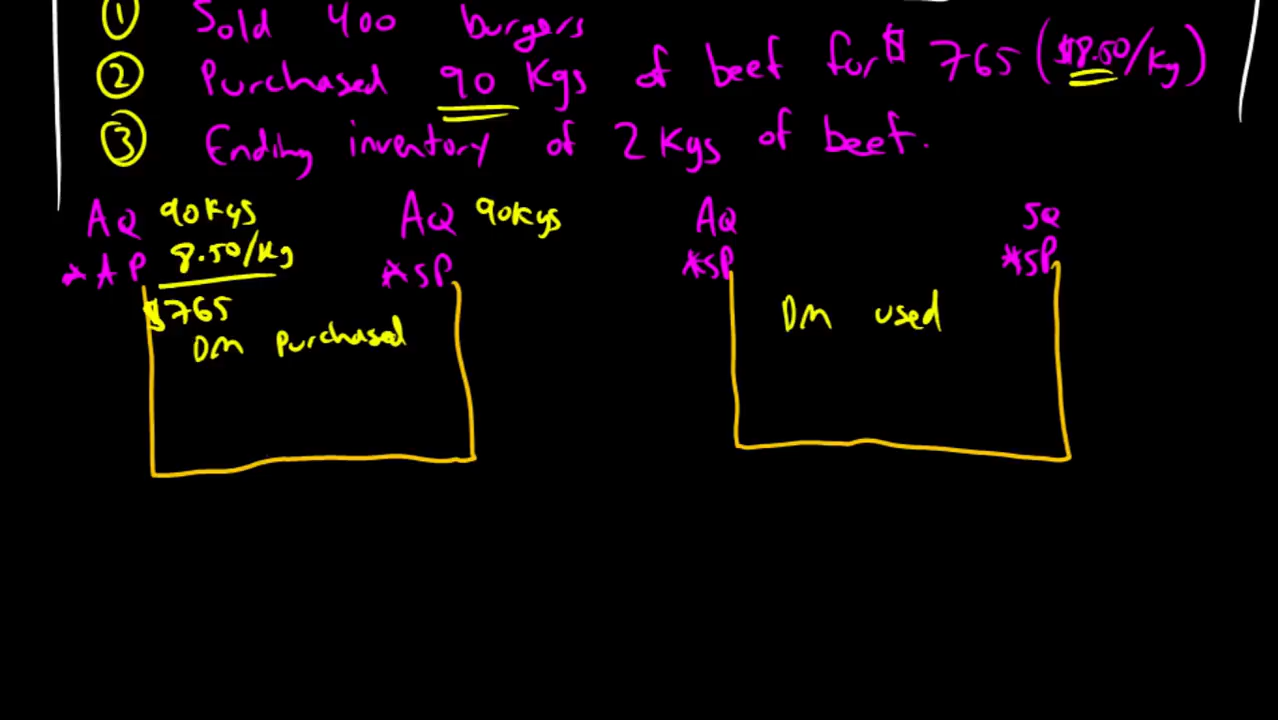 ① Sold 400 burgers
② Purchased 90 Kgs of beef for $ 765 ($8.50/Kg)
③ Ending inventory of 2 Kgs of beef.
AQ 90Kgs AQ 90Kgs AQ SQ
*AP 8.50/Kg *SP *SP *SP
$765
DM Purchased DM used